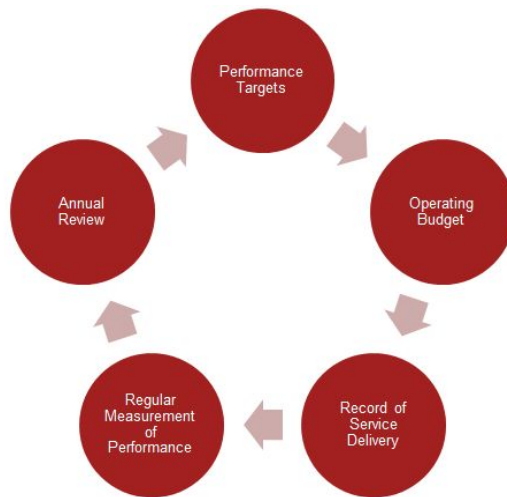 Performance
Targets
Operating
Budget
Record of
Service
Delivery
Regular
Measurement
of
Performance
Annual
Review